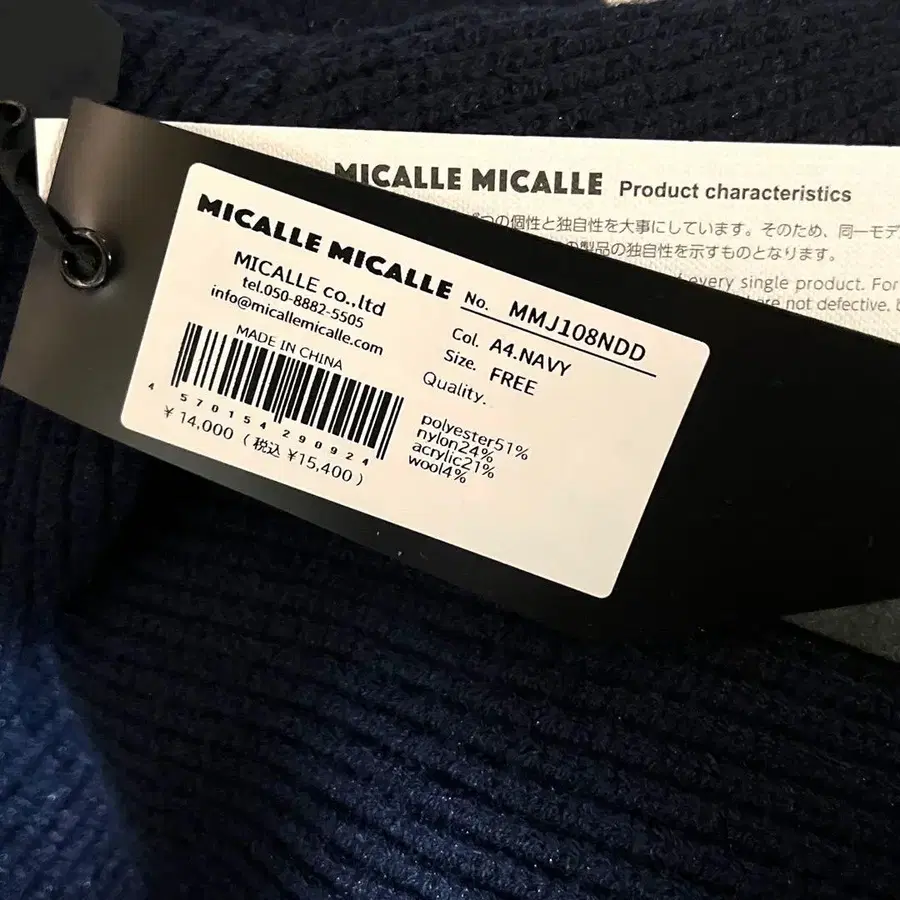 MICALLE MICALLE Product characteristics
つの個性と独自性を大事にしています。そのため、同一モデ
の製品の独自性を示すものとなります。
every single product. For
are not defective.
MICALLE MICALLE
MICALLE co.,ltd
tel.050-8882-5505
info@micallemicalle.com
MADE IN CHINA
4 570154 290924
¥ 14,000 ( 税込 ¥15,400 )
No. MMJ108NDD
Col. A4.NAVY
Size. FREE
Quality.
polyester51%
nylon24%
acrylic21%
wool4%